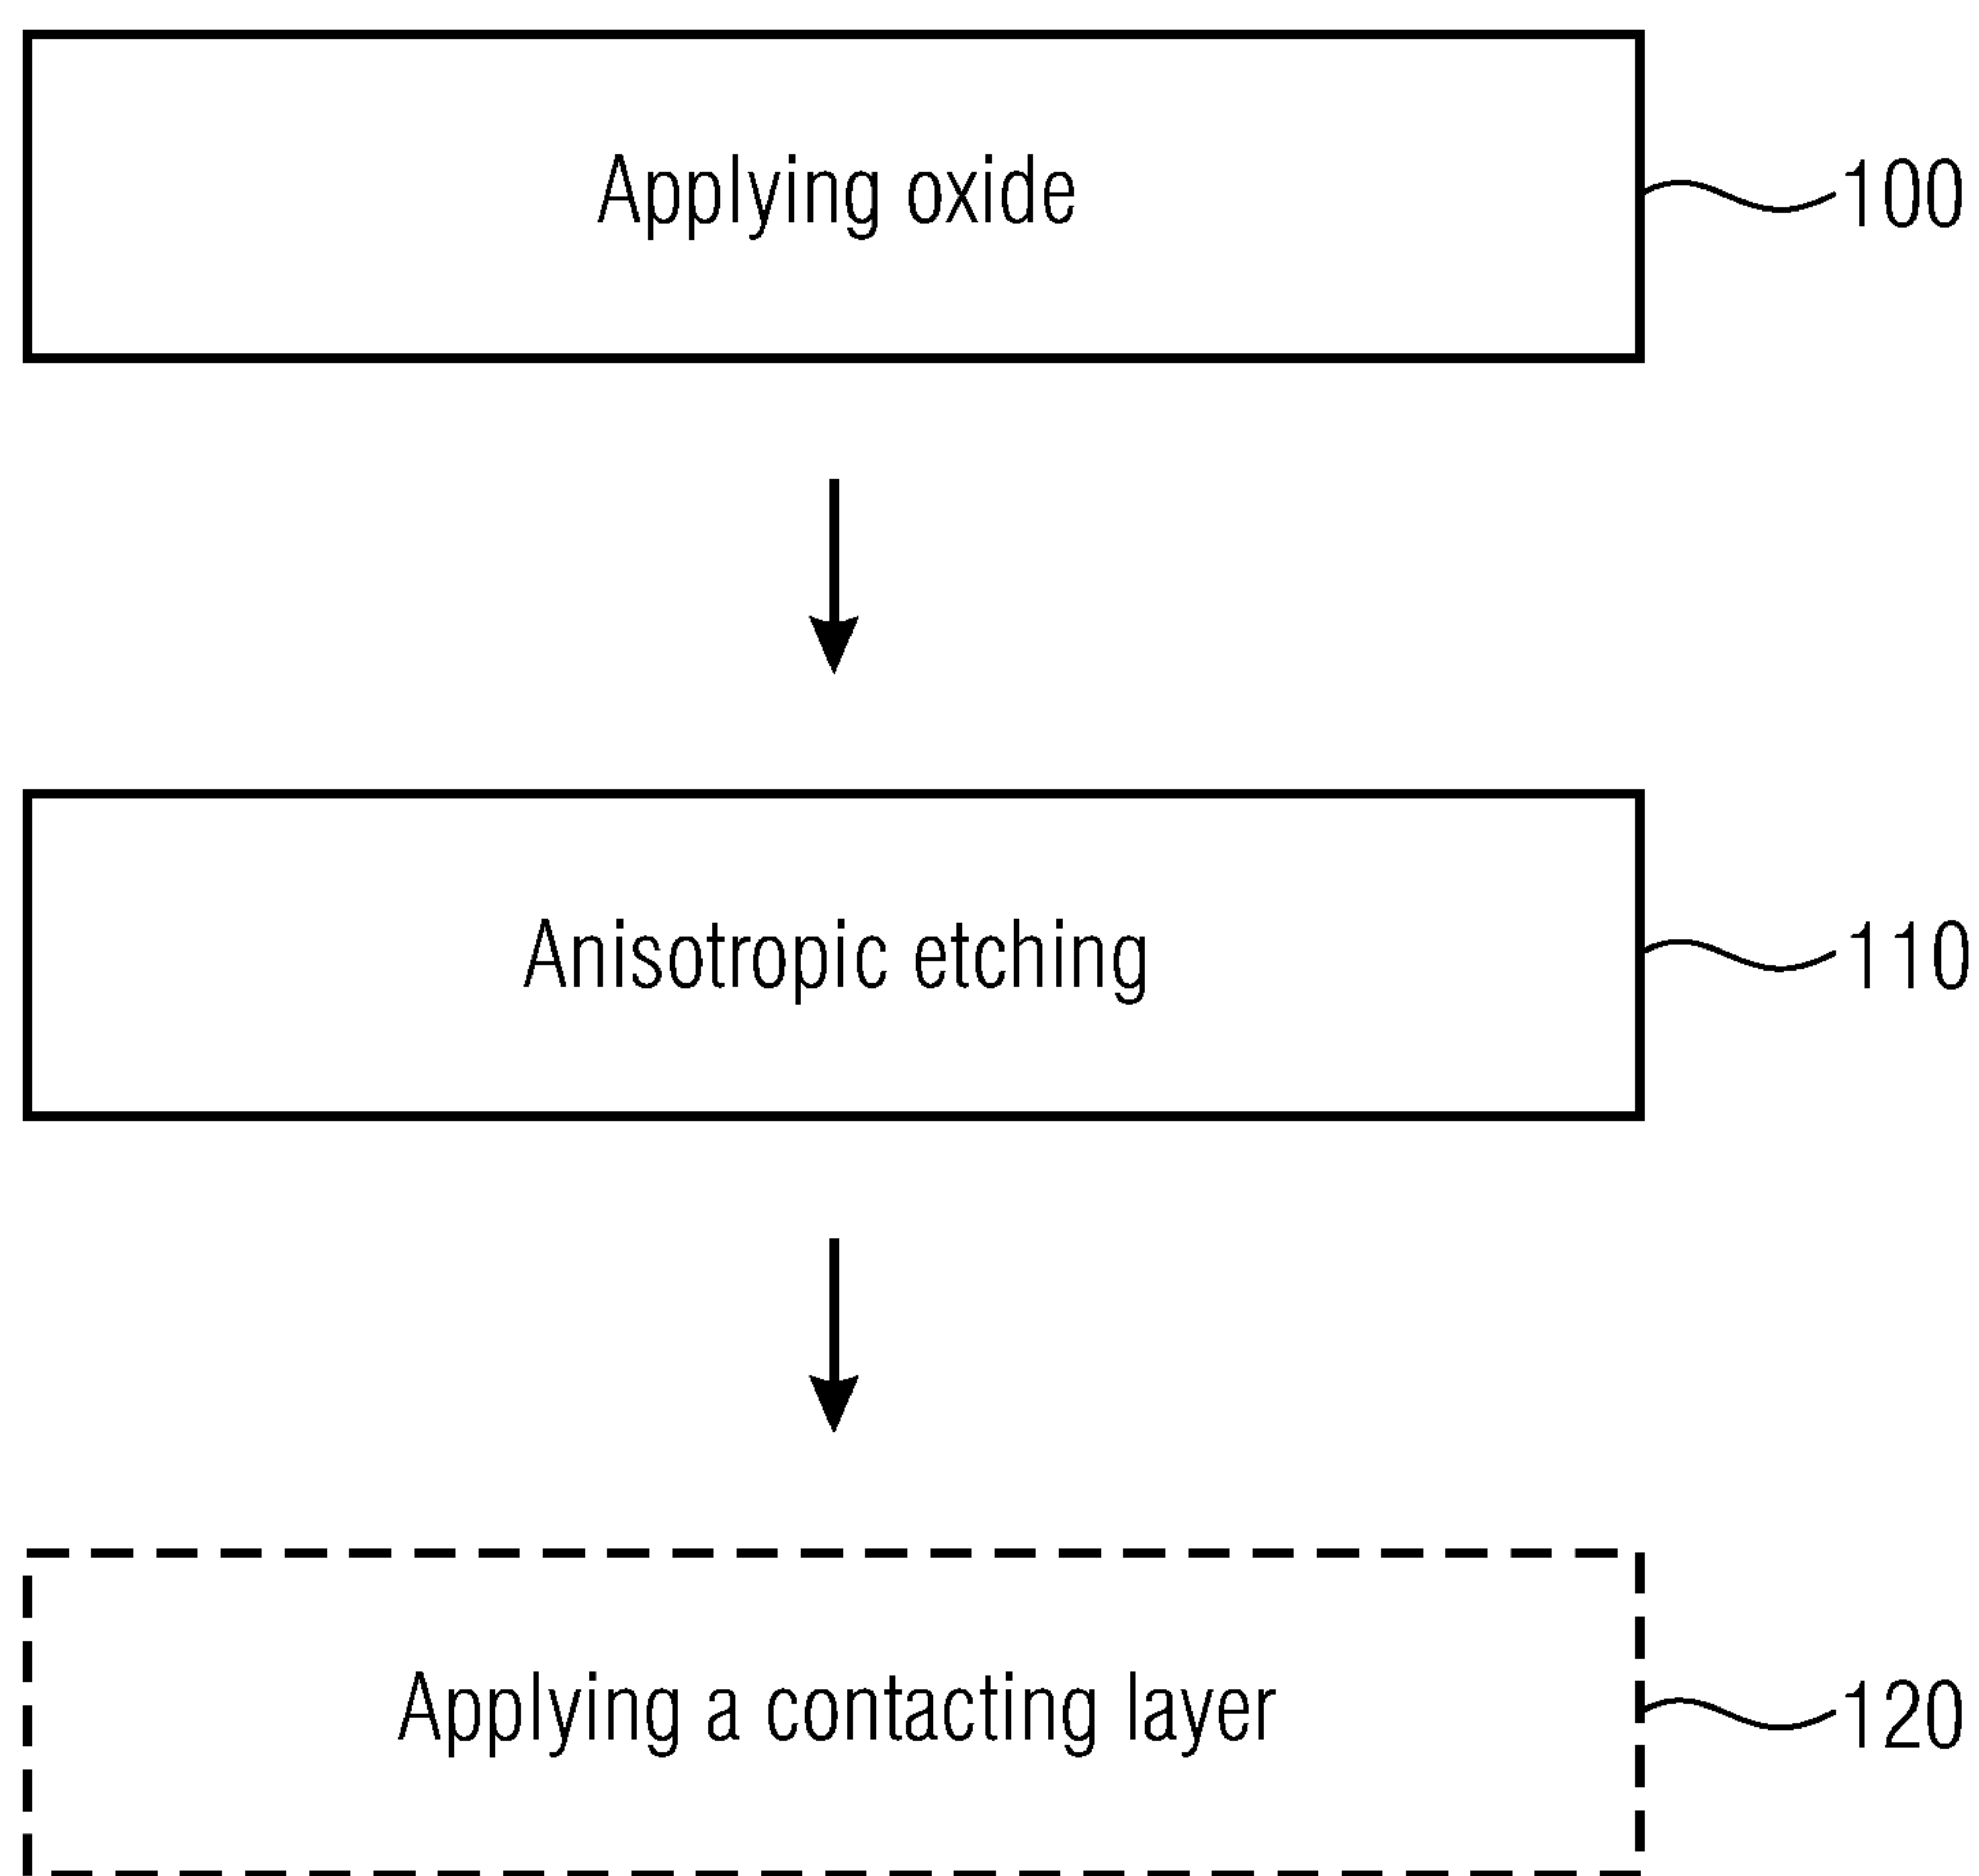 Applying oxide
100
Anisotropic etching
110
Applying a contacting layer
120